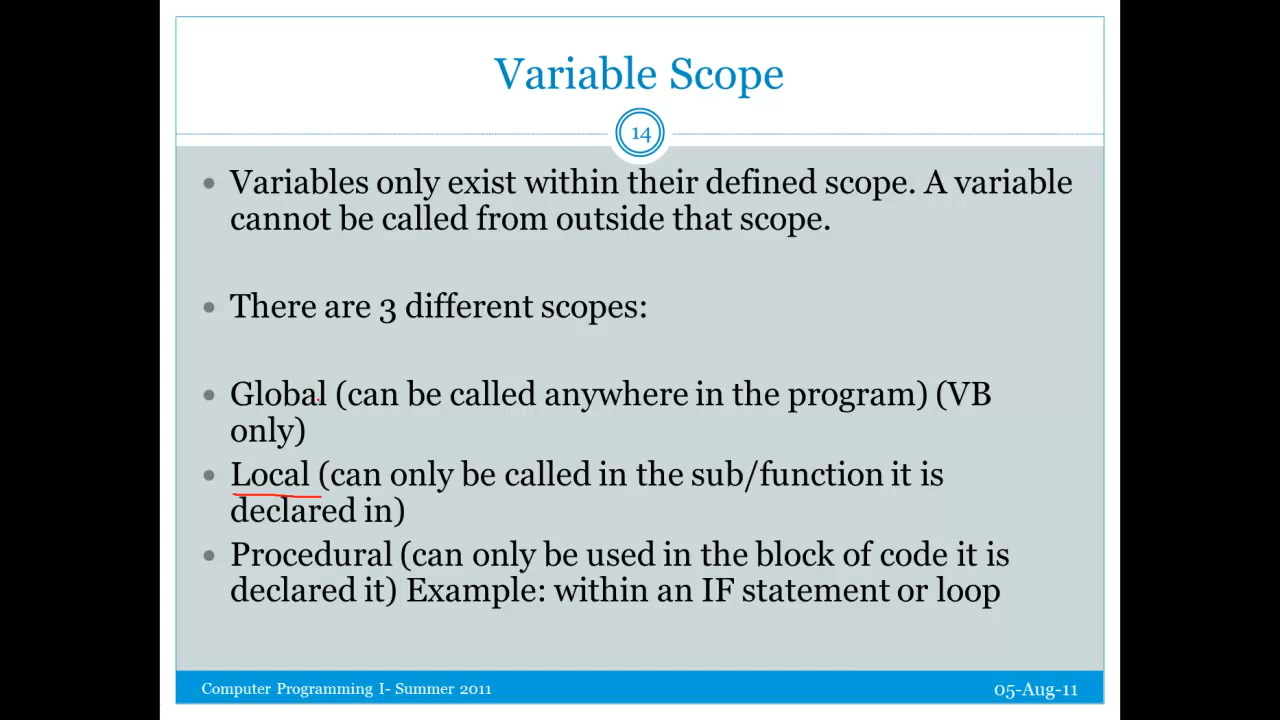 Variable Scope
14
• Variables only exist within their defined scope. A variable
cannot be called from outside that scope.
• There are 3 different scopes:
• Global (can be called anywhere in the program) (VB
only)
• Local (can only be called in the sub/function it is
declared in)
• Procedural (can only be used in the block of code it is
declared it) Example: within an IF statement or loop
Computer Programming I- Summer 2011
05-Aug-11